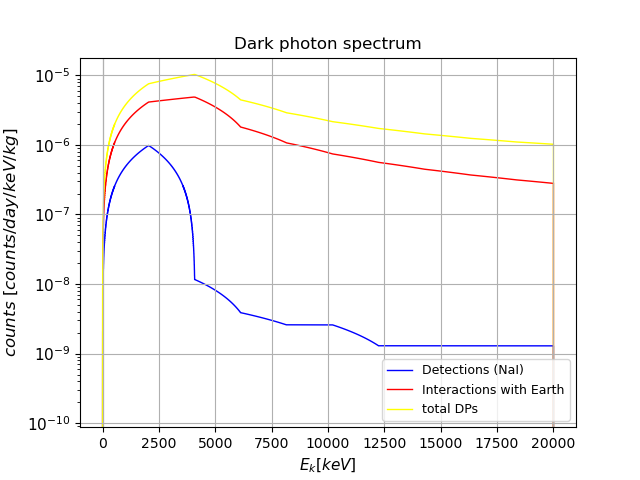 Dark photon spectrum
counts [counts/day/keV/kg]
10⁻⁵
10⁻⁶
10⁻⁷
10⁻⁸
10⁻⁹
10⁻¹⁰
0 2500 5000 7500 10000 12500 15000 17500 20000
E_k[keV]
Detections (NaI)
Interactions with Earth
total DPs